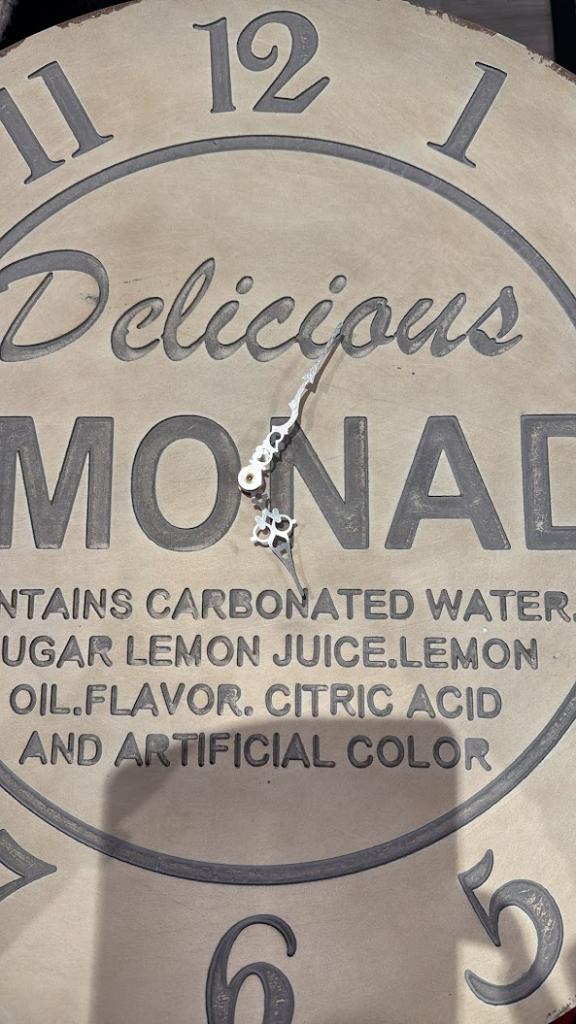 12
11
1
Delicious
MONAD
NTAINS CARBONATED WATER.
UGAR LEMON JUICE.LEMON
OIL.FLAVOR. CITRIC ACID
AND ARTIFICIAL COLOR
5
6